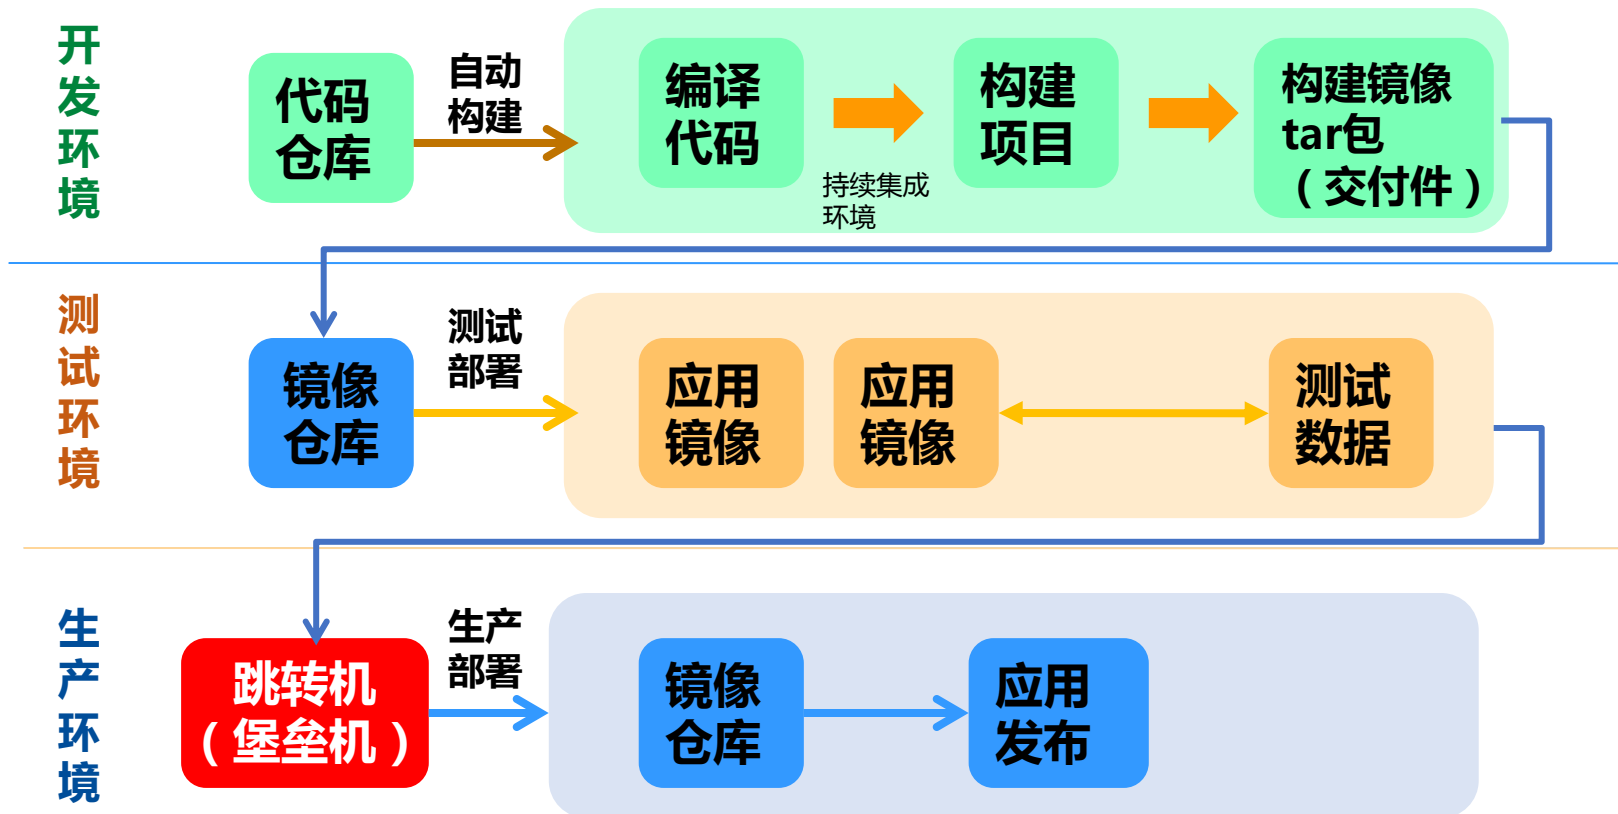 开
发
环
境
代码
仓库
自动
构建
编译
代码
持续集成
环境
构建
项目
构建镜像
tar包
（交付件）
测
试
环
境
镜像
仓库
测试
部署
应用
镜像
应用
镜像
测试
数据
生
产
环
境
跳转机
（堡垒机）
生产
部署
镜像
仓库
应用
发布